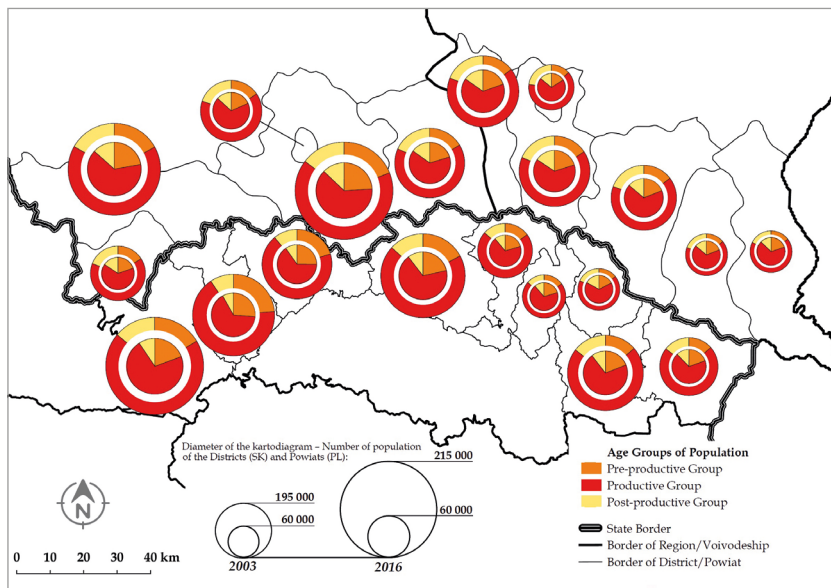 Diameter of the kartodiagram – Number of population
of the Districts (SK) and Powiats (PL):
215 000
195 000
60 000
60 000
2003
2016
N
0 10 20 30 40 km
Age Groups of Population
Pre-productive Group
Productive Group
Post-productive Group
State Border
Border of Region/Voivodeship
Border of District/Powiat